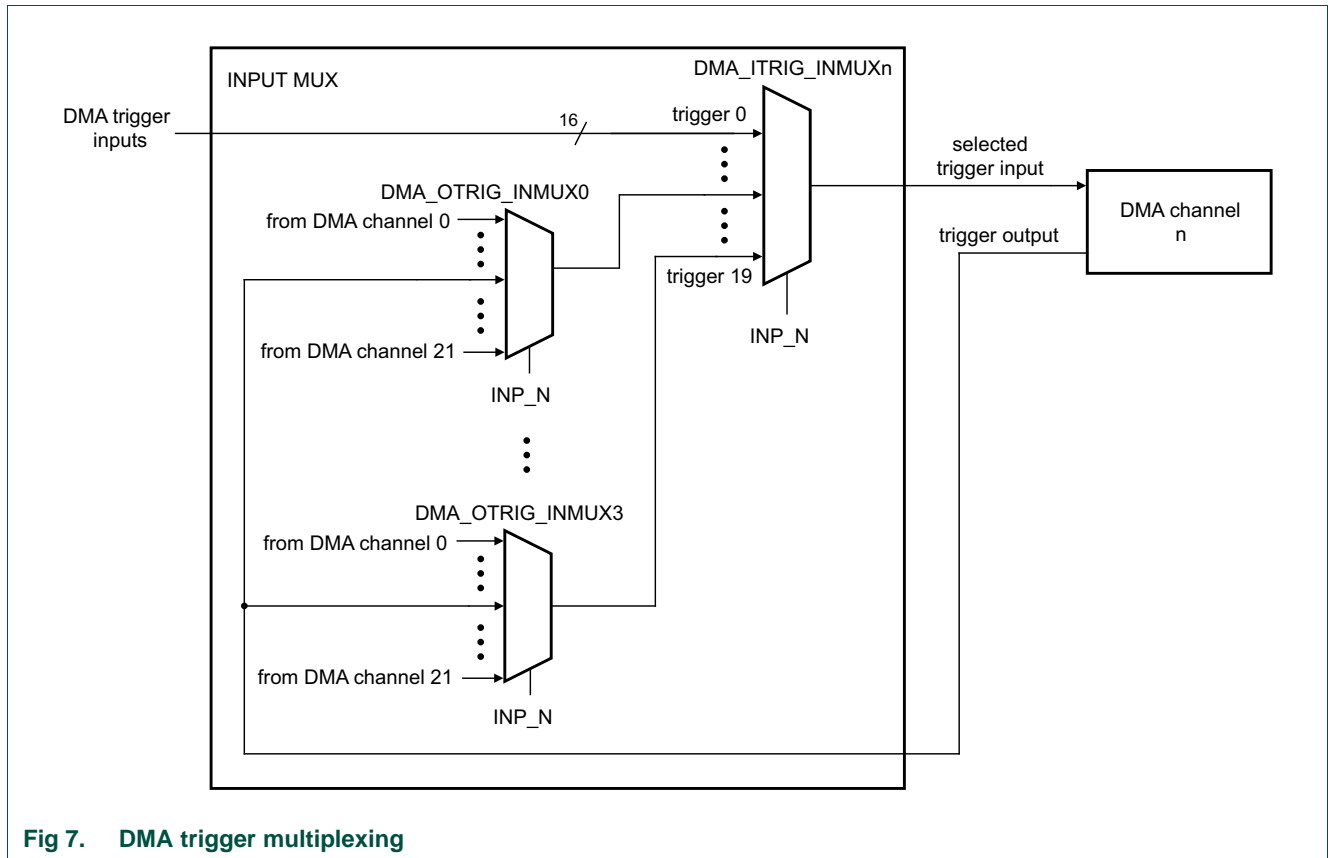 INPUT MUX
DMA_ITRIG_INMUXn
DMA trigger
inputs
16
trigger 0
selected
trigger input
DMA_OTRIG_INMUX0
from DMA channel 0
DMA channel
n
trigger output
trigger 19
INP_N
from DMA channel 21
INP_N
DMA_OTRIG_INMUX3
from DMA channel 0
from DMA channel 21
INP_N
Fig 7. DMA trigger multiplexing